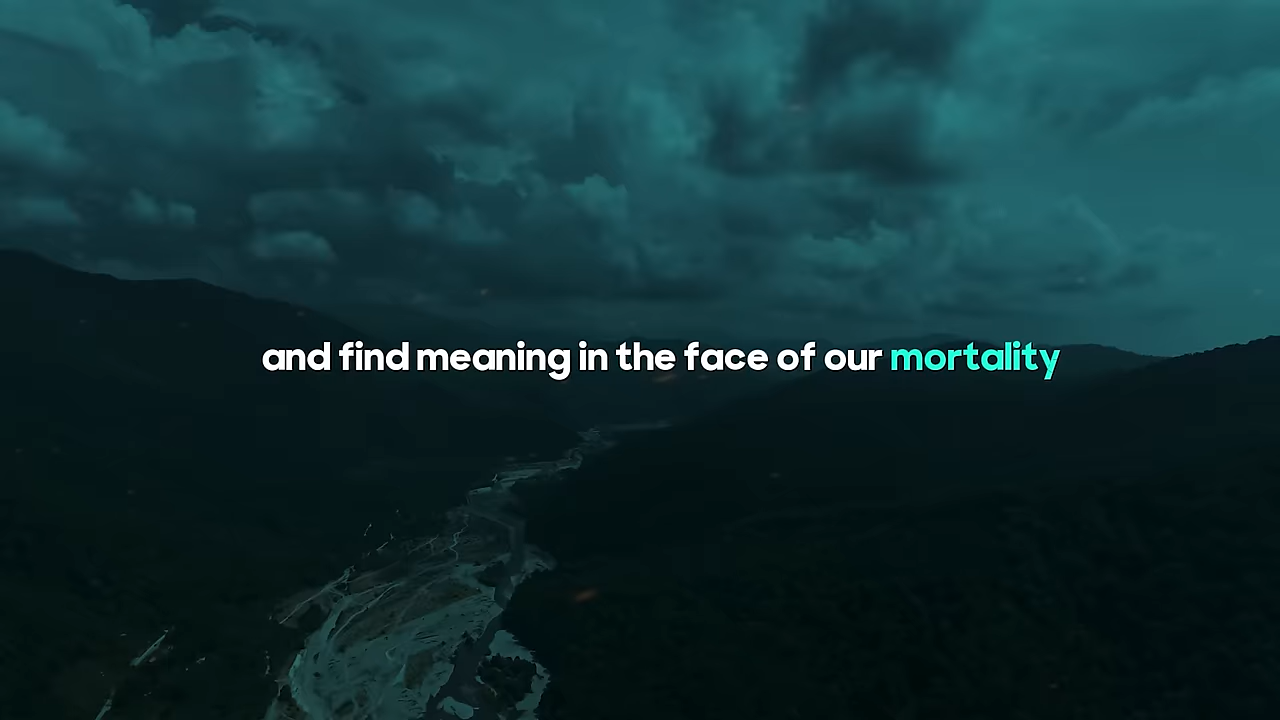 and find meaning in the face of our mortality